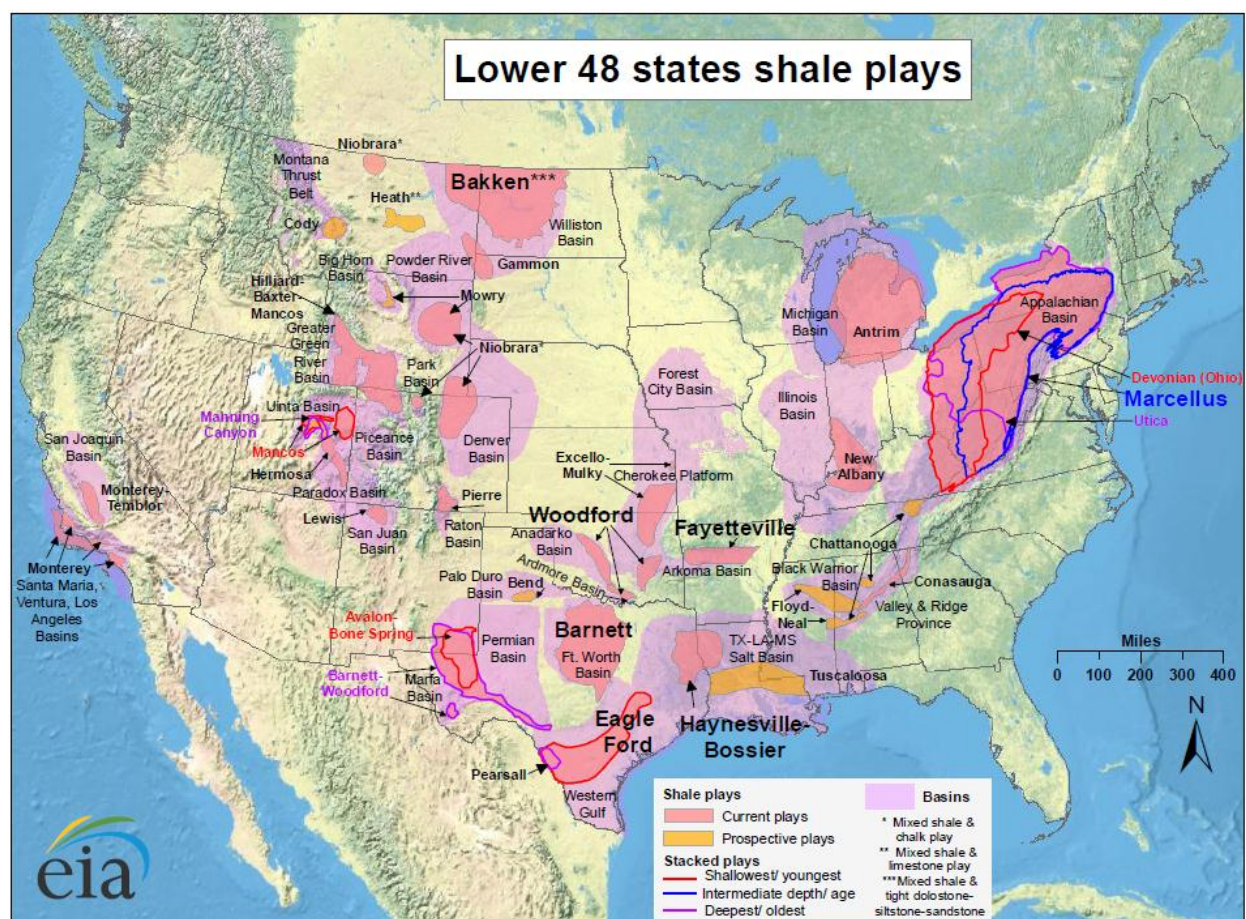 Lower 48 states shale plays
Niobrara*
Montana
Thrust
Belt
Bakken***
Heath**
Cody
Williston
Basin
Big Horn
Basin
Powder River
Basin
Gammon
Hilliard-
Baxter-
Mancos
Mowry
Greater
Green
River
Basin
Niobrara*
Park
Basin
Michigan
Basin
Antrim
Appalachian
Basin
Devonian (Ohio)
Marcellus
Utica
Forest
City Basin
Illinois
Basin
Uinta Basin
Manning
Canyon
Mancos
Piceance
Basin
Denver
Basin
San Joaquin
Basin
Hermosa
Excello-
Mulky
Cherokee Platform
New
Albany
Monterey-
Temblor
Paradox Basin
Pierre
Lewis
San Juan
Basin
Raton
Basin
Woodford
Anadarko
Basin
Fayetteville
Chattanooga
Monterey
Santa Maria,
Ventura, Los
Angeles
Basins
Palo Duro
Basin
Bend
Ardmore Basin
Arkoma Basin
Black Warrior
Basin
Conasauga
Floyd-
Neal
Valley & Ridge
Province
Avalon-
Bone Spring
Permian
Basin
Barnett
Ft. Worth
Basin
TX-LA-MS
Salt Basin
Tuscaloosa
Barnett-
Woodford
Marfa
Basin
Eagle
Ford
Haynesville-
Bossier
Pearsall
Western
Gulf
Miles
0 100 200 300 400
N
Shale plays
Current plays
Prospective plays
Stacked plays
Shallowest/ youngest
Intermediate depth/ age
Deepest/ oldest
Basins
* Mixed shale &
chalk play
** Mixed shale &
limestone play
***Mixed shale &
tight dolostone-
siltstone-sandstone
eia